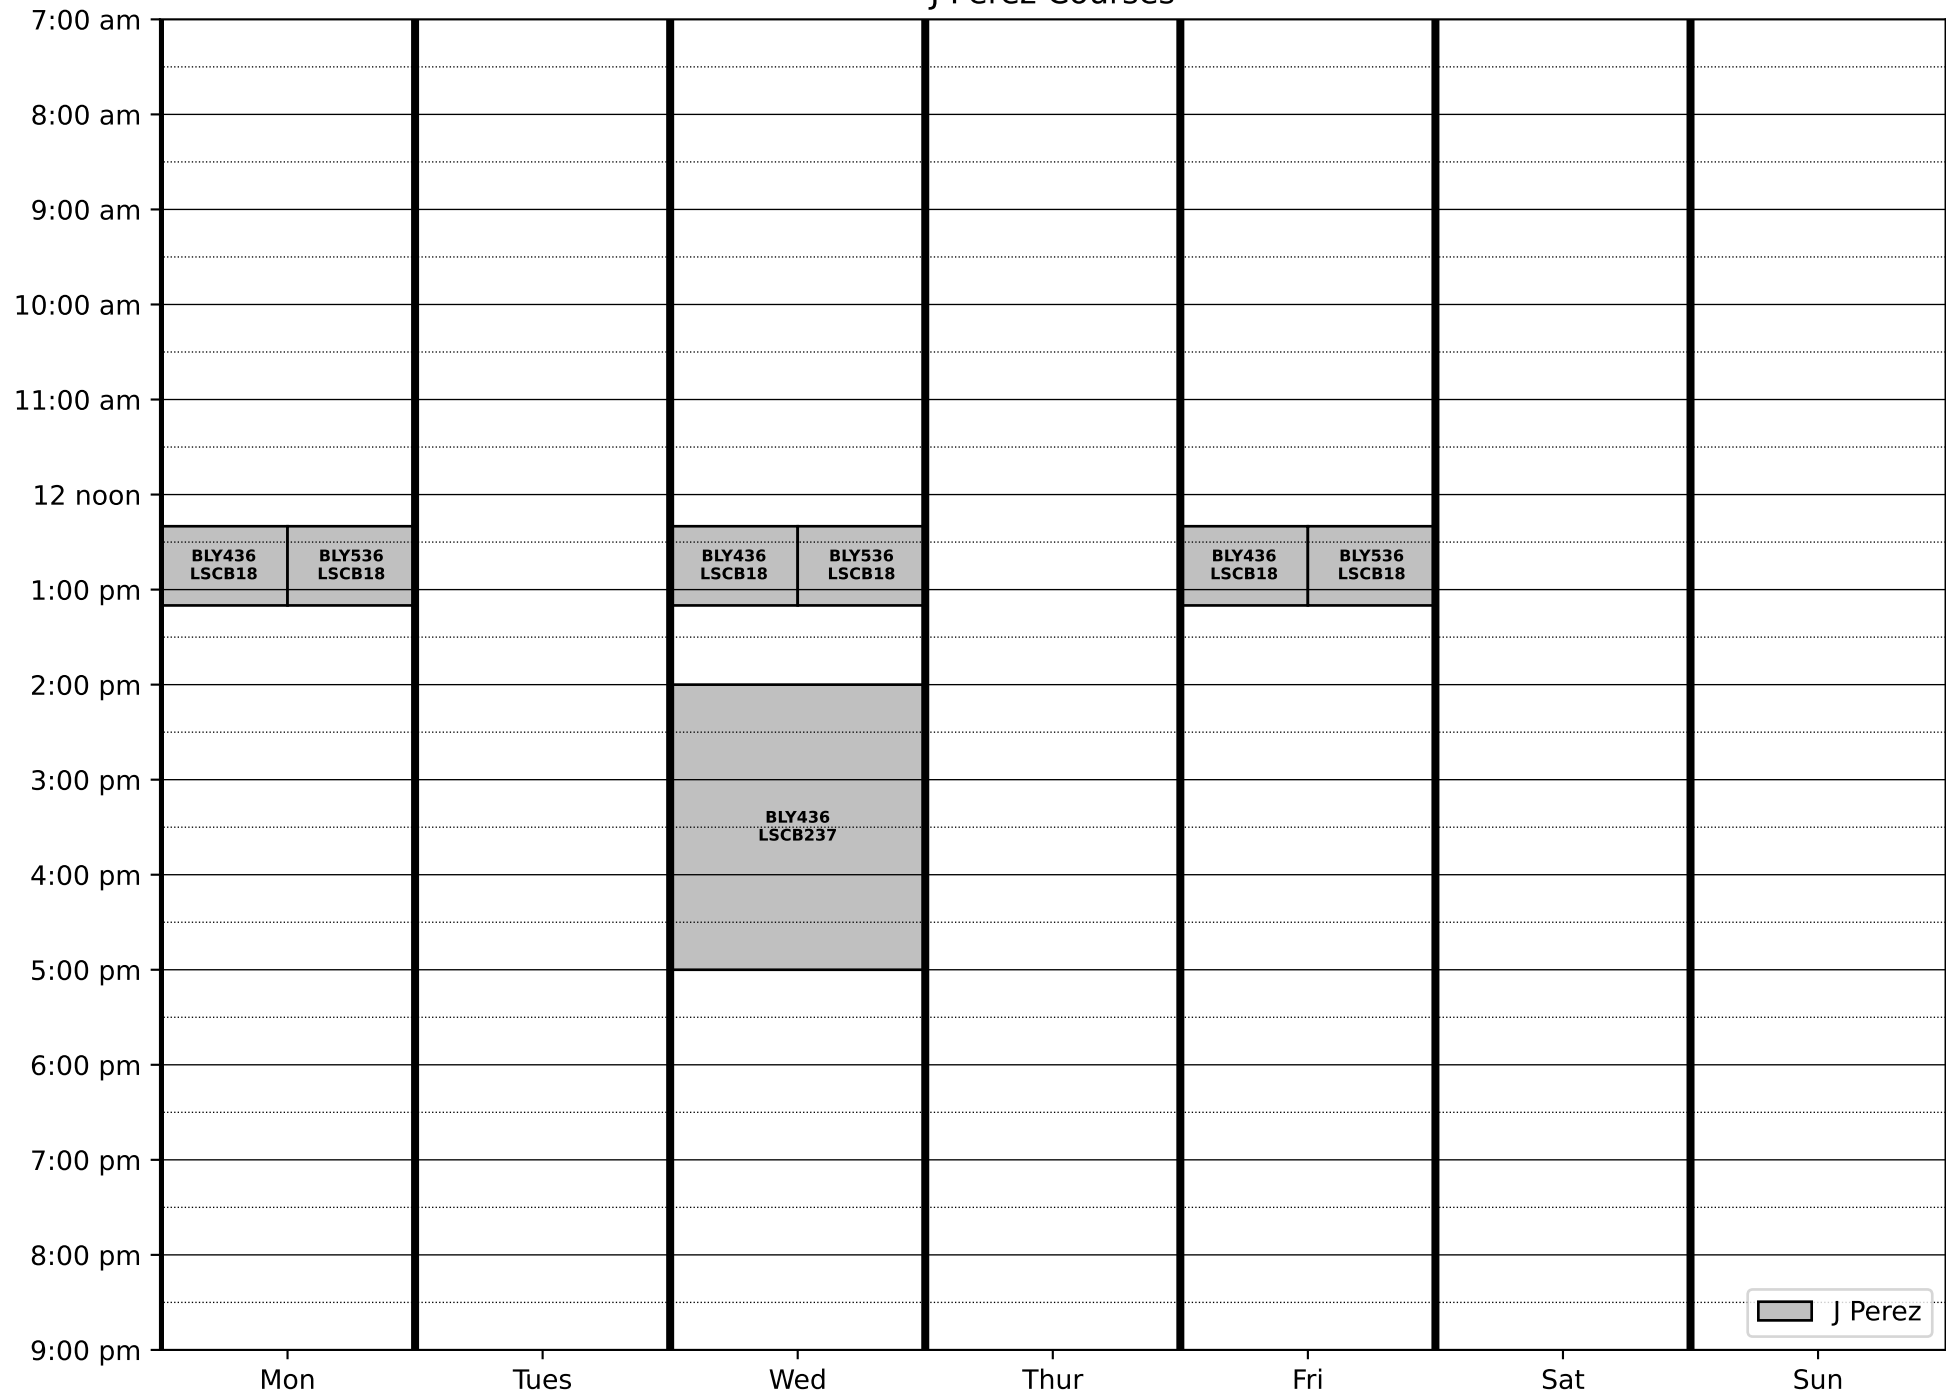 J Perez Courses
7:00 am
8:00 am
9:00 am
10:00 am
11:00 am
12 noon
1:00 pm
2:00 pm
3:00 pm
4:00 pm
5:00 pm
6:00 pm
7:00 pm
8:00 pm
9:00 pm
BLY436
LSCB18
BLY536
LSCB18
BLY436
LSCB18
BLY536
LSCB18
BLY436
LSCB18
BLY536
LSCB18
BLY436
LSCB237
J Perez
Mon Tues Wed Thur Fri Sat Sun